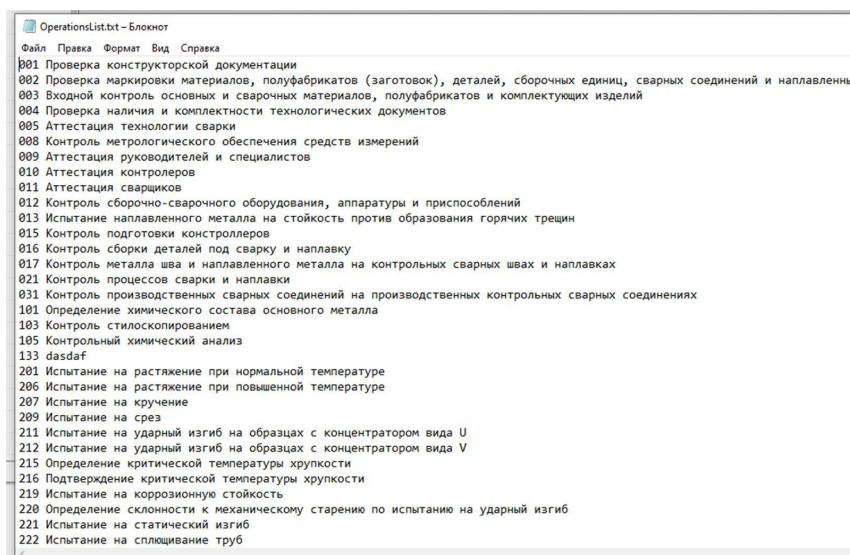 OperationsList.txt – Блокнот
Файл Правка Формат Вид Справка
001 Проверка конструкторской документации
002 Проверка маркировки материалов, полуфабрикатов (заготовок), деталей, сборочных единиц, сварных соединений и наплавленны
003 Входной контроль основных и сварочных материалов, полуфабрикатов и комплектующих изделий
004 Проверка наличия и комплектности технологических документов
005 Аттестация технологии сварки
008 Контроль метрологического обеспечения средств измерений
009 Аттестация руководителей и специалистов
010 Аттестация контролеров
011 Аттестация сварщиков
012 Контроль сборочно-сварочного оборудования, аппаратуры и приспособлений
013 Испытание наплавленного металла на стойкость против образования горячих трещин
015 Контроль подготовки констроллеров
016 Контроль сборки деталей под сварку и наплавку
017 Контроль металла шва и наплавленного металла на контрольных сварных швах и наплавках
021 Контроль процессов сварки и наплавки
031 Контроль производственных сварных соединений на производственных контрольных сварных соединениях
101 Определение химического состава основного металла
103 Контроль стилоскопированием
105 Контрольный химический анализ
133 dasdaf
201 Испытание на растяжение при нормальной температуре
206 Испытание на растяжение при повышенной температуре
207 Испытание на кручение
209 Испытание на срез
211 Испытание на ударный изгиб на образцах с концентратором вида U
212 Испытание на ударный изгиб на образцах с концентратором вида V
215 Определение критической температуры хрупкости
216 Подтверждение критической температуры хрупкости
219 Испытание на коррозионную стойкость
220 Определение склонности к механическому старению по испытанию на ударный изгиб
221 Испытание на статический изгиб
222 Испытание на сплющивание труб